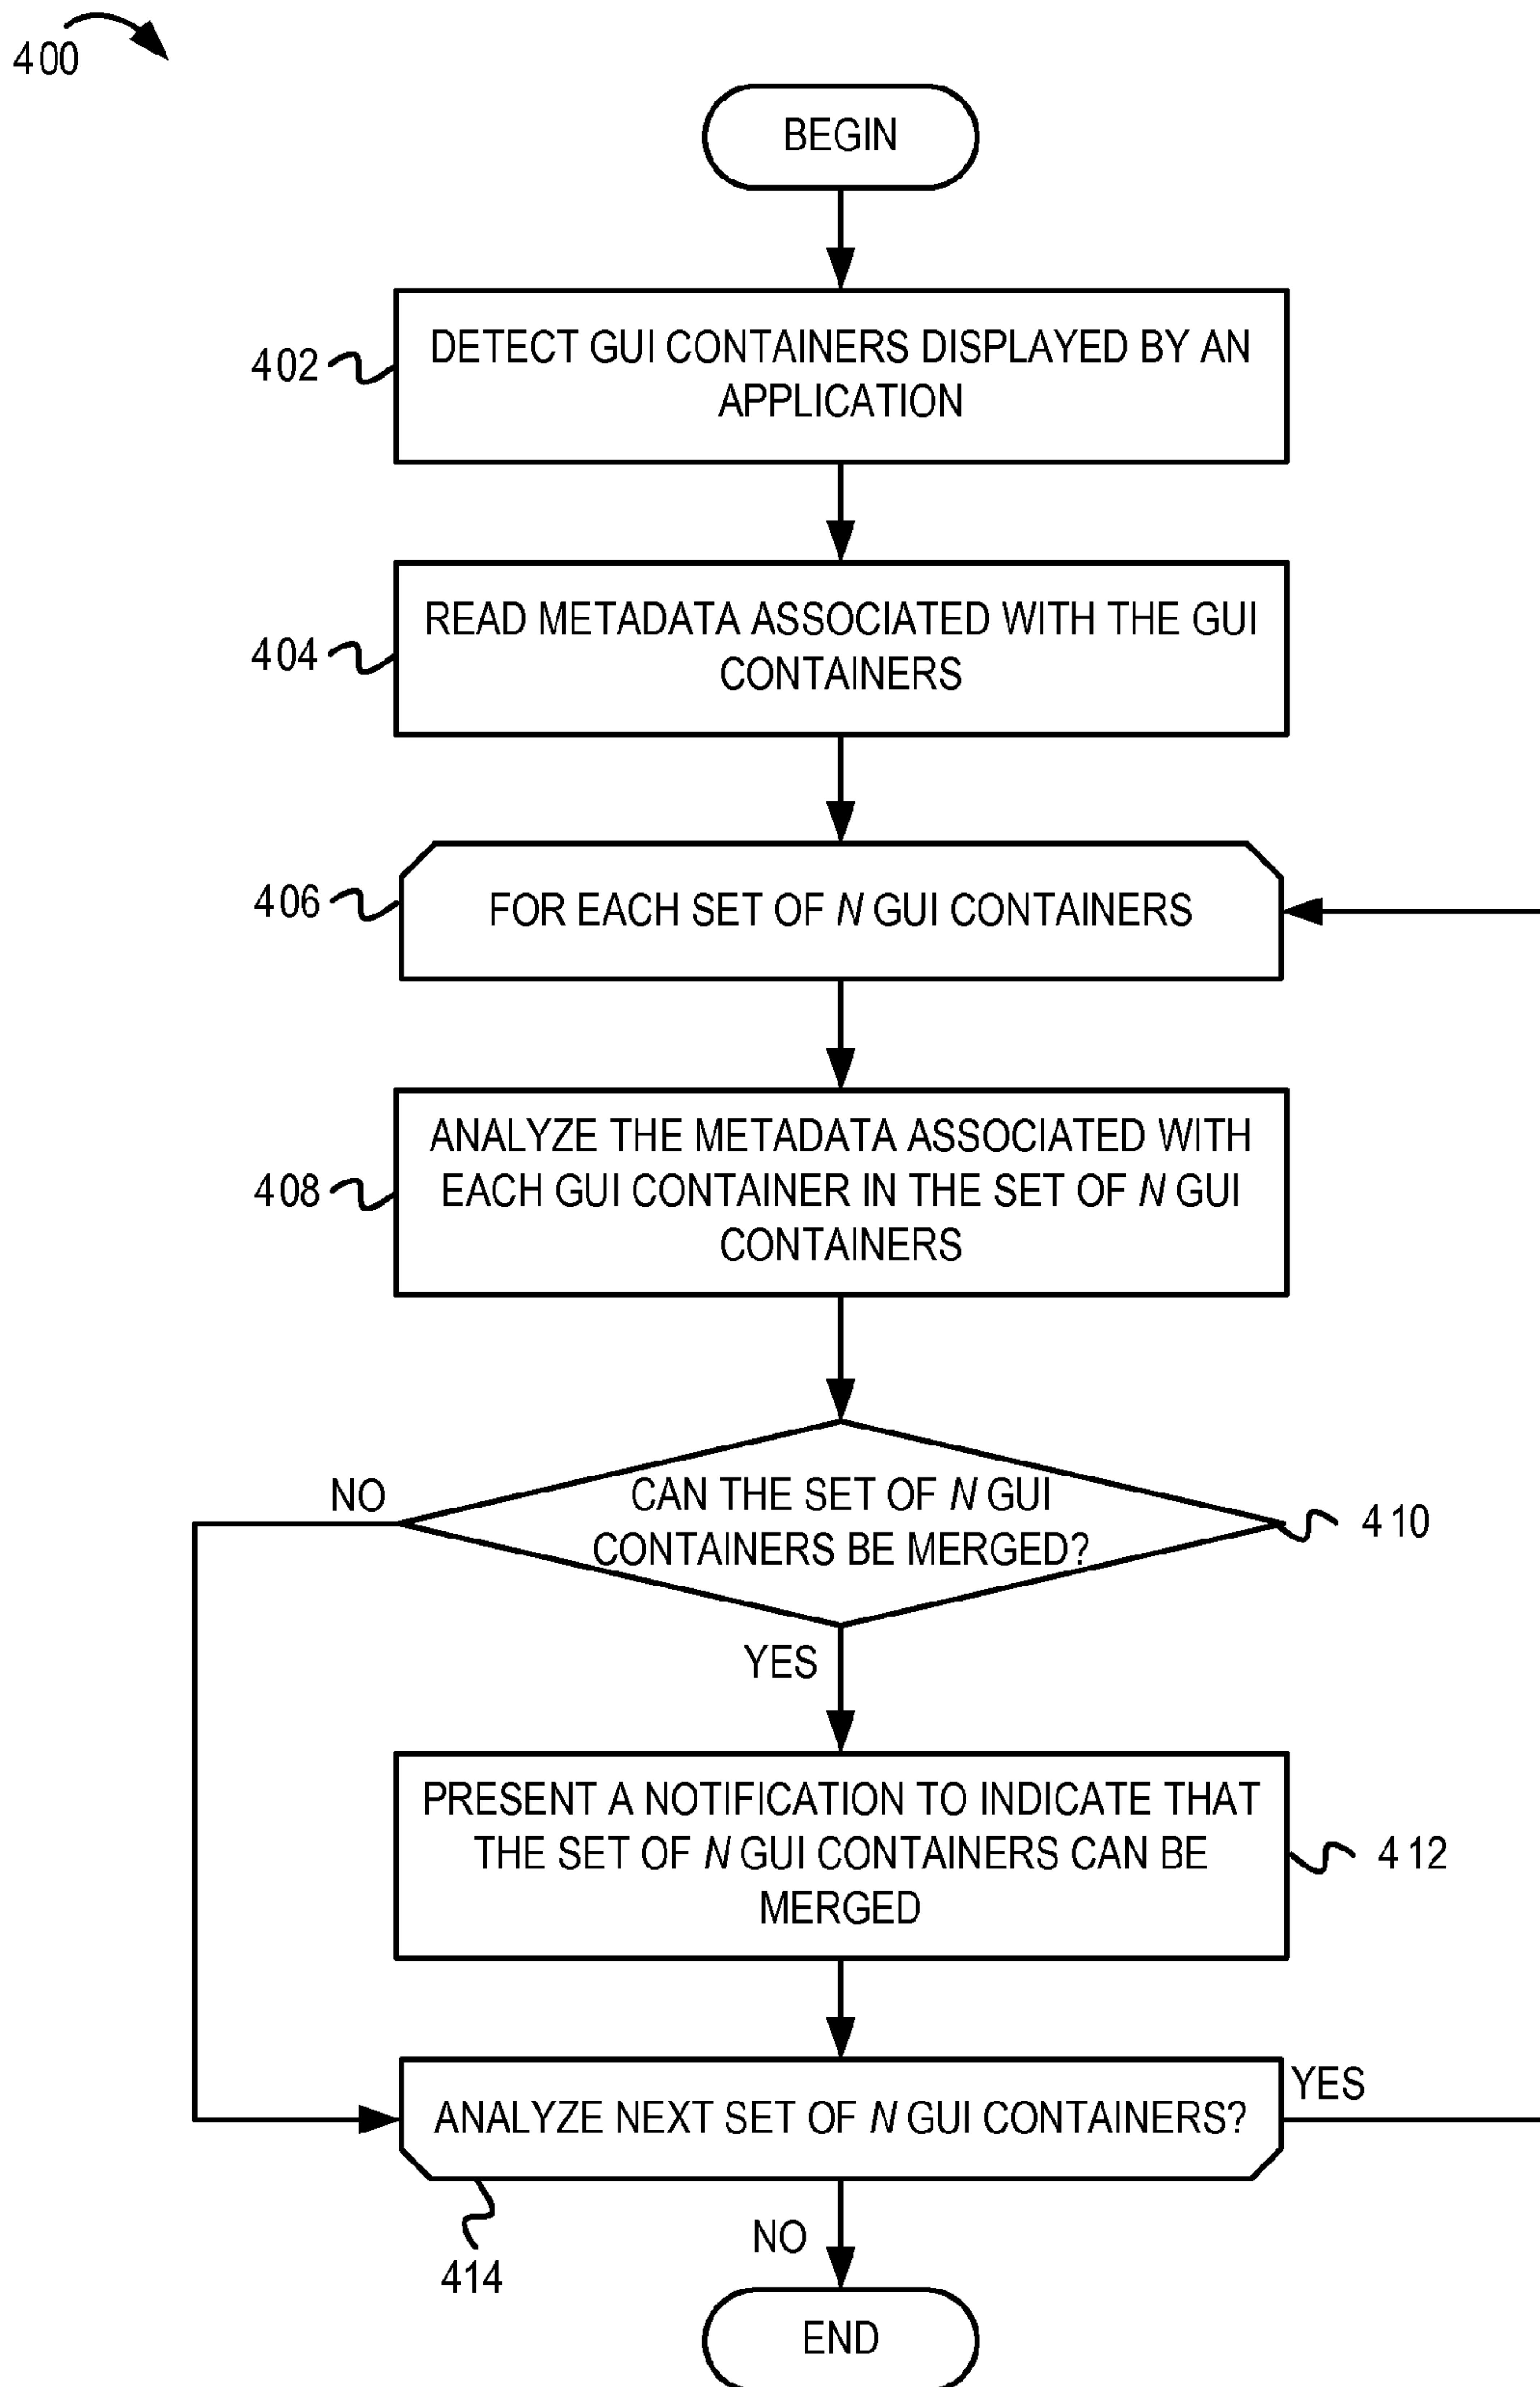 400
BEGIN
402
DETECT GUI CONTAINERS DISPLAYED BY AN
APPLICATION
404
READ METADATA ASSOCIATED WITH THE GUI
CONTAINERS
406
FOR EACH SET OF N GUI CONTAINERS
408
ANALYZE THE METADATA ASSOCIATED WITH
EACH GUI CONTAINER IN THE SET OF N GUI
CONTAINERS
NO
CAN THE SET OF N GUI
CONTAINERS BE MERGED?
410
YES
PRESENT A NOTIFICATION TO INDICATE THAT
THE SET OF N GUI CONTAINERS CAN BE
MERGED
412
ANALYZE NEXT SET OF N GUI CONTAINERS?
YES
414
NO
END